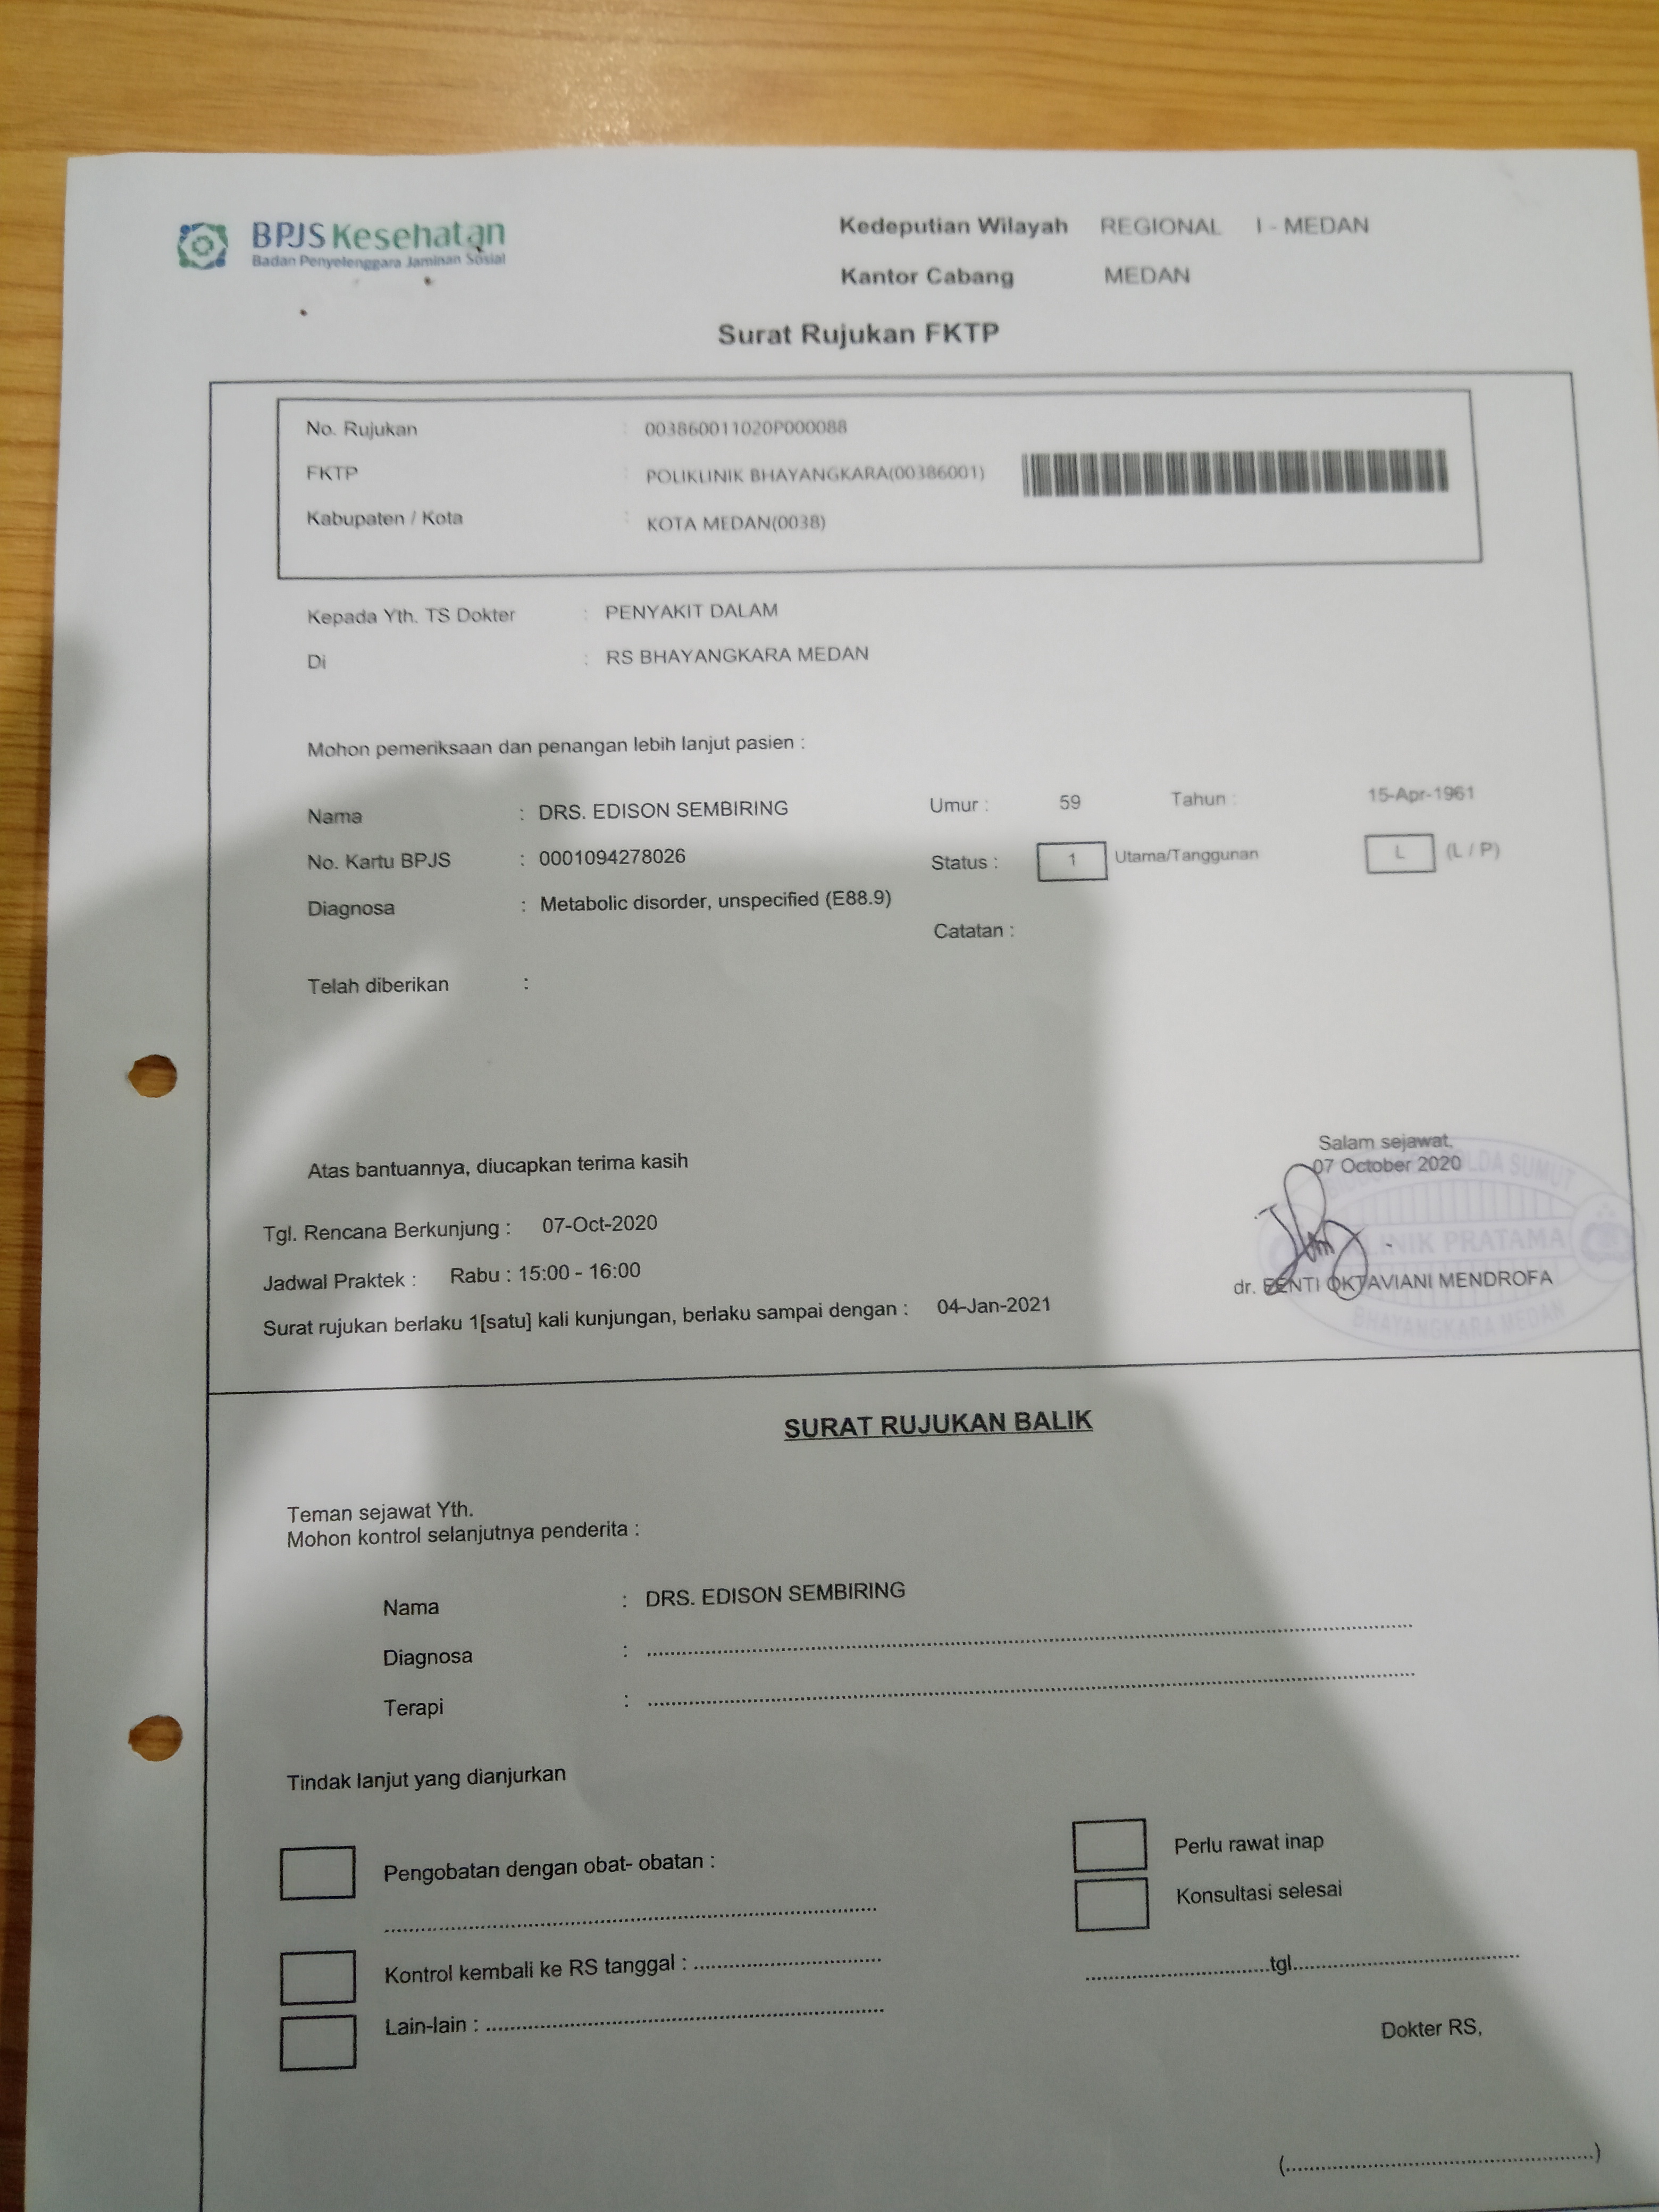 BPJS Kesehatan
Badan Penyelenggara Jaminan Sosial
Kedeputian Wilayah REGIONAL I - MEDAN
Kantor Cabang MEDAN
Surat Rujukan FKTP
No. Rujukan : 003860011020P000088
FKTP : POLIKLINIK BHAYANGKARA(00386001)
Kabupaten / Kota : KOTA MEDAN(0038)
Kepada Yth. TS Dokter : PENYAKIT DALAM
Di : RS BHAYANGKARA MEDAN
Mohon pemeriksaan dan penangan lebih lanjut pasien :
Nama : DRS. EDISON SEMBIRING Umur : 59 Tahun : 15-Apr-1961
No. Kartu BPJS : 0001094278026 Status : 1 Utama/Tanggunan L (L / P)
Diagnosa : Metabolic disorder, unspecified (E88.9)
Catatan :
Telah diberikan :
Atas bantuannya, diucapkan terima kasih
Salam sejawat,
07 October 2020
Tgl. Rencana Berkunjung : 07-Oct-2020
Jadwal Praktek : Rabu : 15:00 - 16:00
POLDA SUMUT
KLINIK PRATAMA
BHAYANGKARA MEDAN
dr. OKTAVIANI MENDROFA
Surat rujukan berlaku 1[satu] kali kunjungan, berlaku sampai dengan : 04-Jan-2021
SURAT RUJUKAN BALIK
Teman sejawat Yth.
Mohon kontrol selanjutnya penderita :
Nama : DRS. EDISON SEMBIRING
Diagnosa : ....................
Terapi : ....................
Tindak lanjut yang dianjurkan
Pengobatan dengan obat- obatan :
....................
Perlu rawat inap
Konsultasi selesai
Kontrol kembali ke RS tanggal : ....................
....................tgl....................
Lain-lain : ....................
Dokter RS,
(....................)